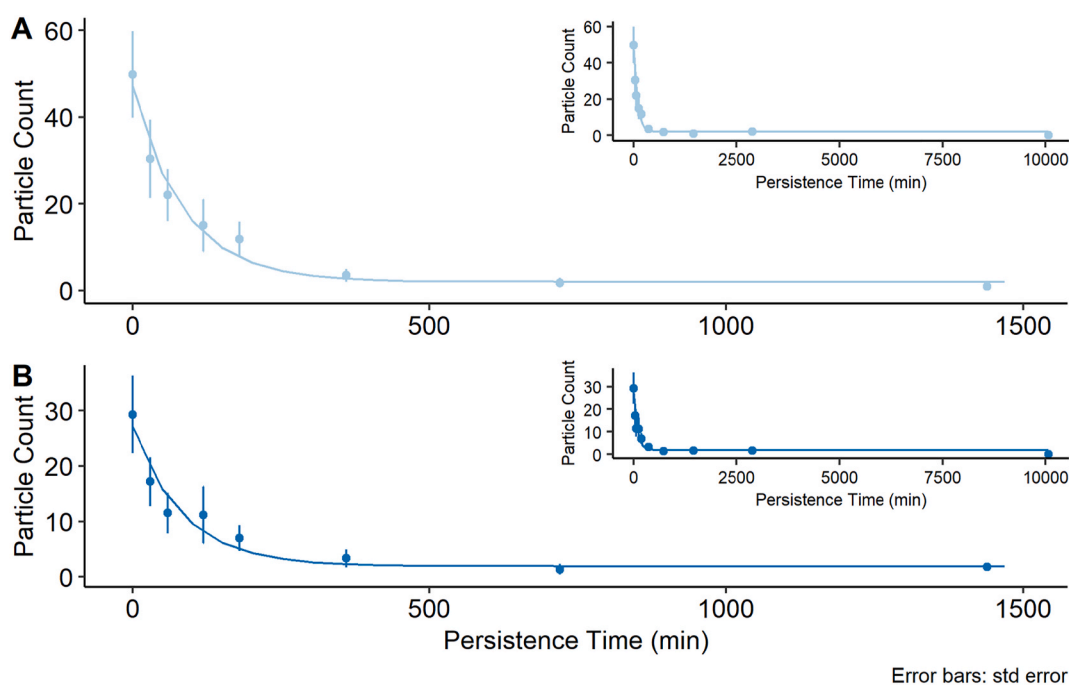 A
Particle Count
60
40
20
0
0 500 1000 1500
Particle Count
60
40
20
0
0 2500 5000 7500 10000
Persistence Time (min)
B
Particle Count
30
20
10
0
0 500 1000 1500
Persistence Time (min)
Particle Count
30
20
10
0
0 2500 5000 7500 10000
Persistence Time (min)
Error bars: std error